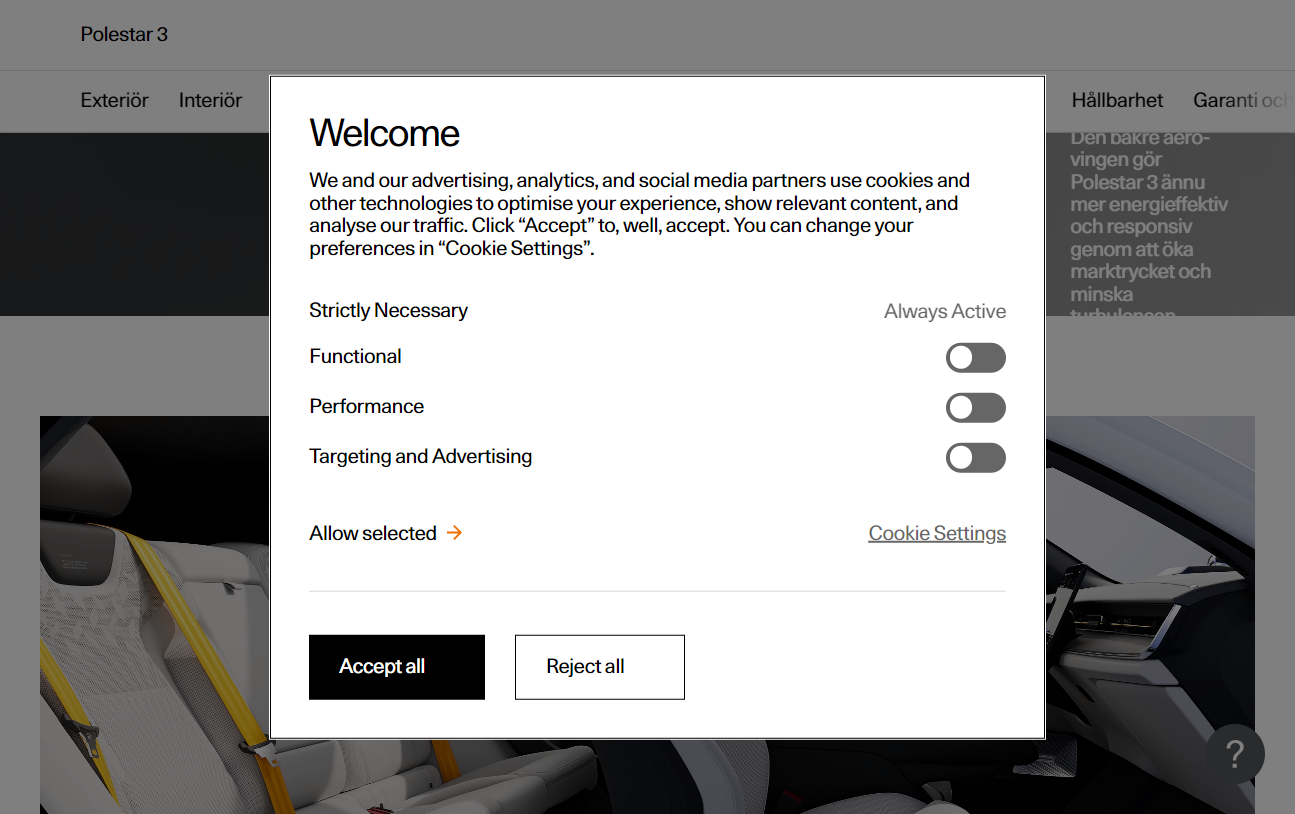 Polestar 3
Exteriör
Interiör
Hållbarhet
Garanti och
Den bakre aero-
vingen gör
Polestar 3 ännu
mer energieffektiv
och responsiv
genom att öka
marktrycket och
minska
turbulensen
Welcome
We and our advertising, analytics, and social media partners use cookies and
other technologies to optimise your experience, show relevant content, and
analyse our traffic. Click “Accept” to, well, accept. You can change your
preferences in “Cookie Settings”.
Strictly Necessary
Always Active
Functional
Performance
Targeting and Advertising
Allow selected →
Cookie Settings
Accept all
Reject all
?